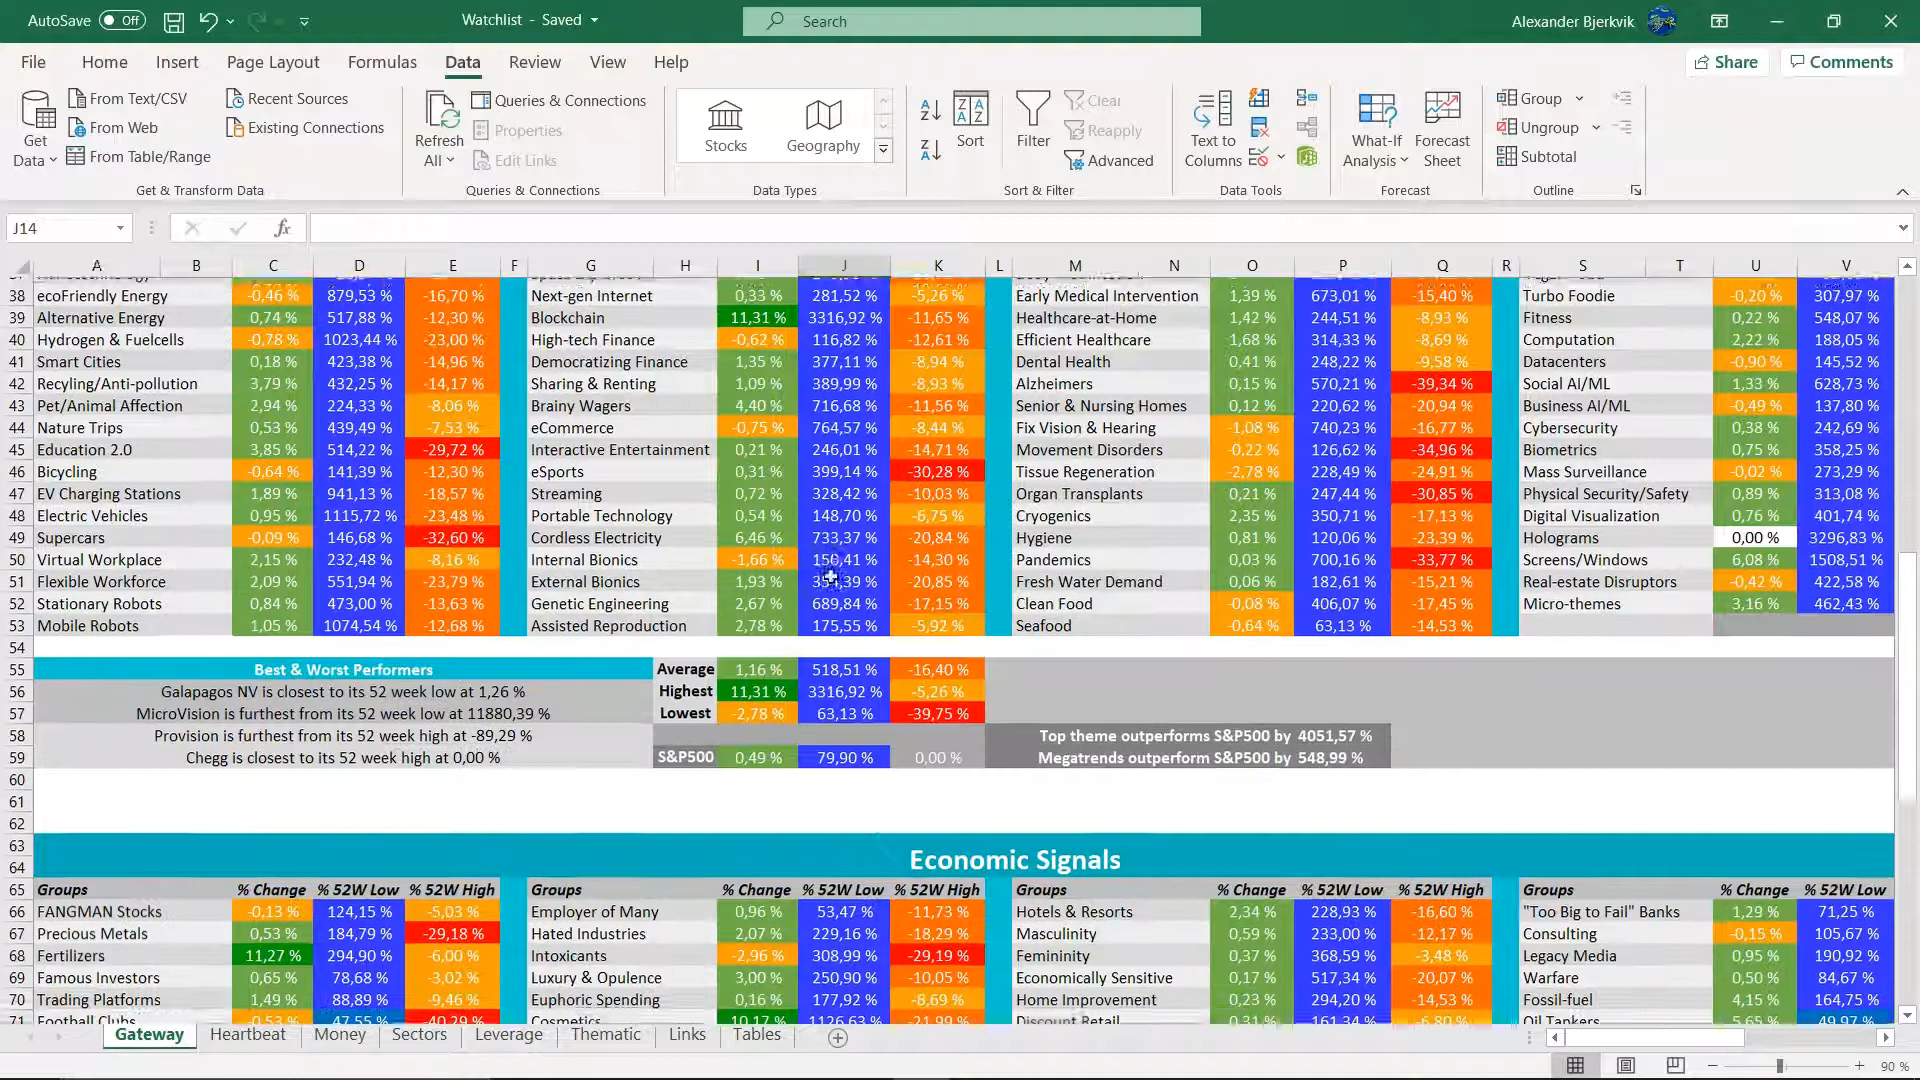 AutoSave Off Watchlist - Saved Search Alexander Bjerkvik
File Home Insert Page Layout Formulas Data Review View Help Share Comments
Get Data From Text/CSV From Web From Table/Range Recent Sources Existing Connections
Refresh All Queries & Connections Properties Edit Links
Stocks Geography
Sort Filter Clear Reapply Advanced
Text to Columns What-If Analysis Forecast Sheet
Group Ungroup Subtotal
Get & Transform Data Queries & Connections Data Types Sort & Filter Data Tools Forecast Outline
J14 fx
A B C D E F G H I J K L M N O P Q R S T U V
38 ecoFriendly Energy -0,46 % 879,53 % -16,70 % Next-gen Internet 0,33 % 281,52 % -5,26 % Early Medical Intervention 1,39 % 673,01 % -15,40 % Turbo Foodie -0,20 % 307,97 %
39 Alternative Energy 0,74 % 517,88 % -12,30 % Blockchain 11,31 % 3316,92 % -11,65 % Healthcare-at-Home 1,42 % 244,51 % -8,93 % Fitness 0,22 % 548,07 %
40 Hydrogen & Fuelcells -0,78 % 1023,44 % -23,00 % High-tech Finance -0,62 % 116,82 % -12,61 % Efficient Healthcare 1,68 % 314,33 % -8,69 % Computation 2,22 % 188,05 %
41 Smart Cities 0,18 % 423,38 % -14,96 % Democratizing Finance 1,35 % 377,11 % -8,94 % Dental Health 0,41 % 248,22 % -9,58 % Datacenters -0,90 % 145,52 %
42 Recyling/Anti-pollution 3,79 % 432,25 % -14,17 % Sharing & Renting 1,09 % 389,99 % -8,93 % Alzheimers 0,15 % 570,21 % -39,34 % Social AI/ML 1,33 % 628,73 %
43 Pet/Animal Affection 2,94 % 224,33 % -8,06 % Brainy Wagers 4,40 % 716,68 % -11,56 % Senior & Nursing Homes 0,12 % 220,62 % -20,94 % Business AI/ML -0,49 % 137,80 %
44 Nature Trips 0,53 % 439,49 % -7,53 % eCommerce -0,75 % 764,57 % -8,44 % Fix Vision & Hearing -1,08 % 740,23 % -16,77 % Cybersecurity 0,38 % 242,69 %
45 Education 2.0 3,85 % 514,22 % -29,72 % Interactive Entertainment 0,21 % 246,01 % -14,71 % Movement Disorders -0,22 % 126,62 % -34,96 % Biometrics 0,75 % 358,25 %
46 Bicycling -0,64 % 141,39 % -12,30 % eSports 0,31 % 399,14 % -30,28 % Tissue Regeneration -2,78 % 228,49 % -24,91 % Mass Surveillance -0,02 % 273,29 %
47 EV Charging Stations 1,89 % 941,13 % -18,57 % Streaming 0,72 % 328,42 % -10,03 % Organ Transplants 0,21 % 247,44 % -30,85 % Physical Security/Safety 0,89 % 313,08 %
48 Electric Vehicles 0,95 % 1115,72 % -23,48 % Portable Technology 0,54 % 148,70 % -6,75 % Cryogenics 2,35 % 350,71 % -17,13 % Digital Visualization 0,76 % 401,74 %
49 Supercars -0,09 % 146,68 % -32,60 % Cordless Electricity 6,46 % 733,37 % -20,84 % Hygiene 0,81 % 120,06 % -23,39 % Holograms 0,00 % 3296,83 %
50 Virtual Workplace 2,15 % 232,48 % -8,16 % Internal Bionics -1,66 % 150,41 % -14,30 % Pandemics 0,03 % 700,16 % -33,77 % Screens/Windows 6,08 % 1508,51 %
51 Flexible Workforce 2,09 % 551,94 % -23,79 % External Bionics 1,93 % -20,85 % Fresh Water Demand 0,06 % 182,61 % -15,21 % Real-estate Disruptors -0,42 % 422,58 %
52 Stationary Robots 0,84 % 473,00 % -13,63 % Genetic Engineering 2,67 % 689,84 % -17,15 % Clean Food -0,08 % 406,07 % -17,45 % Micro-themes 3,16 % 462,43 %
53 Mobile Robots 1,05 % 1074,54 % -12,68 % Assisted Reproduction 2,78 % 175,55 % -5,92 % Seafood -0,64 % 63,13 % -14,53 %
54
55 Best & Worst Performers Average 1,16 % 518,51 % -16,40 %
56 Galapagos NV is closest to its 52 week low at 1,26 % Highest 11,31 % 3316,92 % -5,26 %
57 MicroVision is furthest from its 52 week low at 11880,39 % Lowest -2,78 % 63,13 % -39,75 %
58 Provision is furthest from its 52 week high at -89,29 % Top theme outperforms S&P500 by 4051,57 %
59 Chegg is closest to its 52 week high at 0,00 % S&P500 0,49 % 79,90 % 0,00 % Megatrends outperform S&P500 by 548,99 %
60
61
62
63
64 Economic Signals
65 Groups % Change % 52W Low % 52W High Groups % Change % 52W Low % 52W High Groups % Change % 52W Low % 52W High Groups % Change % 52W Low
66 FANGMAN Stocks -0,13 % 124,15 % -5,03 % Employer of Many 0,96 % 53,47 % -11,73 % Hotels & Resorts 2,34 % 228,93 % -16,60 % "Too Big to Fail" Banks 1,29 % 71,25 %
67 Precious Metals 0,53 % 184,79 % -29,18 % Hated Industries 2,07 % 229,16 % -18,29 % Masculinity 0,59 % 233,00 % -12,17 % Consulting -0,15 % 105,67 %
68 Fertilizers 11,27 % 294,90 % -6,00 % Intoxicants -2,96 % 308,99 % -29,19 % Femininity 0,37 % 368,59 % -3,48 % Legacy Media 0,95 % 190,92 %
69 Famous Investors 0,65 % 78,68 % -3,02 % Luxury & Opulence 3,00 % 250,90 % -10,05 % Economically Sensitive 0,17 % 517,34 % -20,07 % Warfare 0,50 % 84,67 %
70 Trading Platforms 1,49 % 88,89 % -9,46 % Euphoric Spending 0,16 % 177,92 % -8,69 % Home Improvement 0,23 % 294,20 % -14,53 % Fossil-fuel 4,15 % 164,75 %
71 Football Clubs -0,53 % 47,55 % -40,29 % Cosmetics 10,17 % 1126,63 % -21,99 % Discount Retail 0,31 % 161,34 % -6,80 % Oil Tankers 5,65 % 49,97 %
Gateway Heartbeat Money Sectors Leverage Thematic Links Tables
90 %